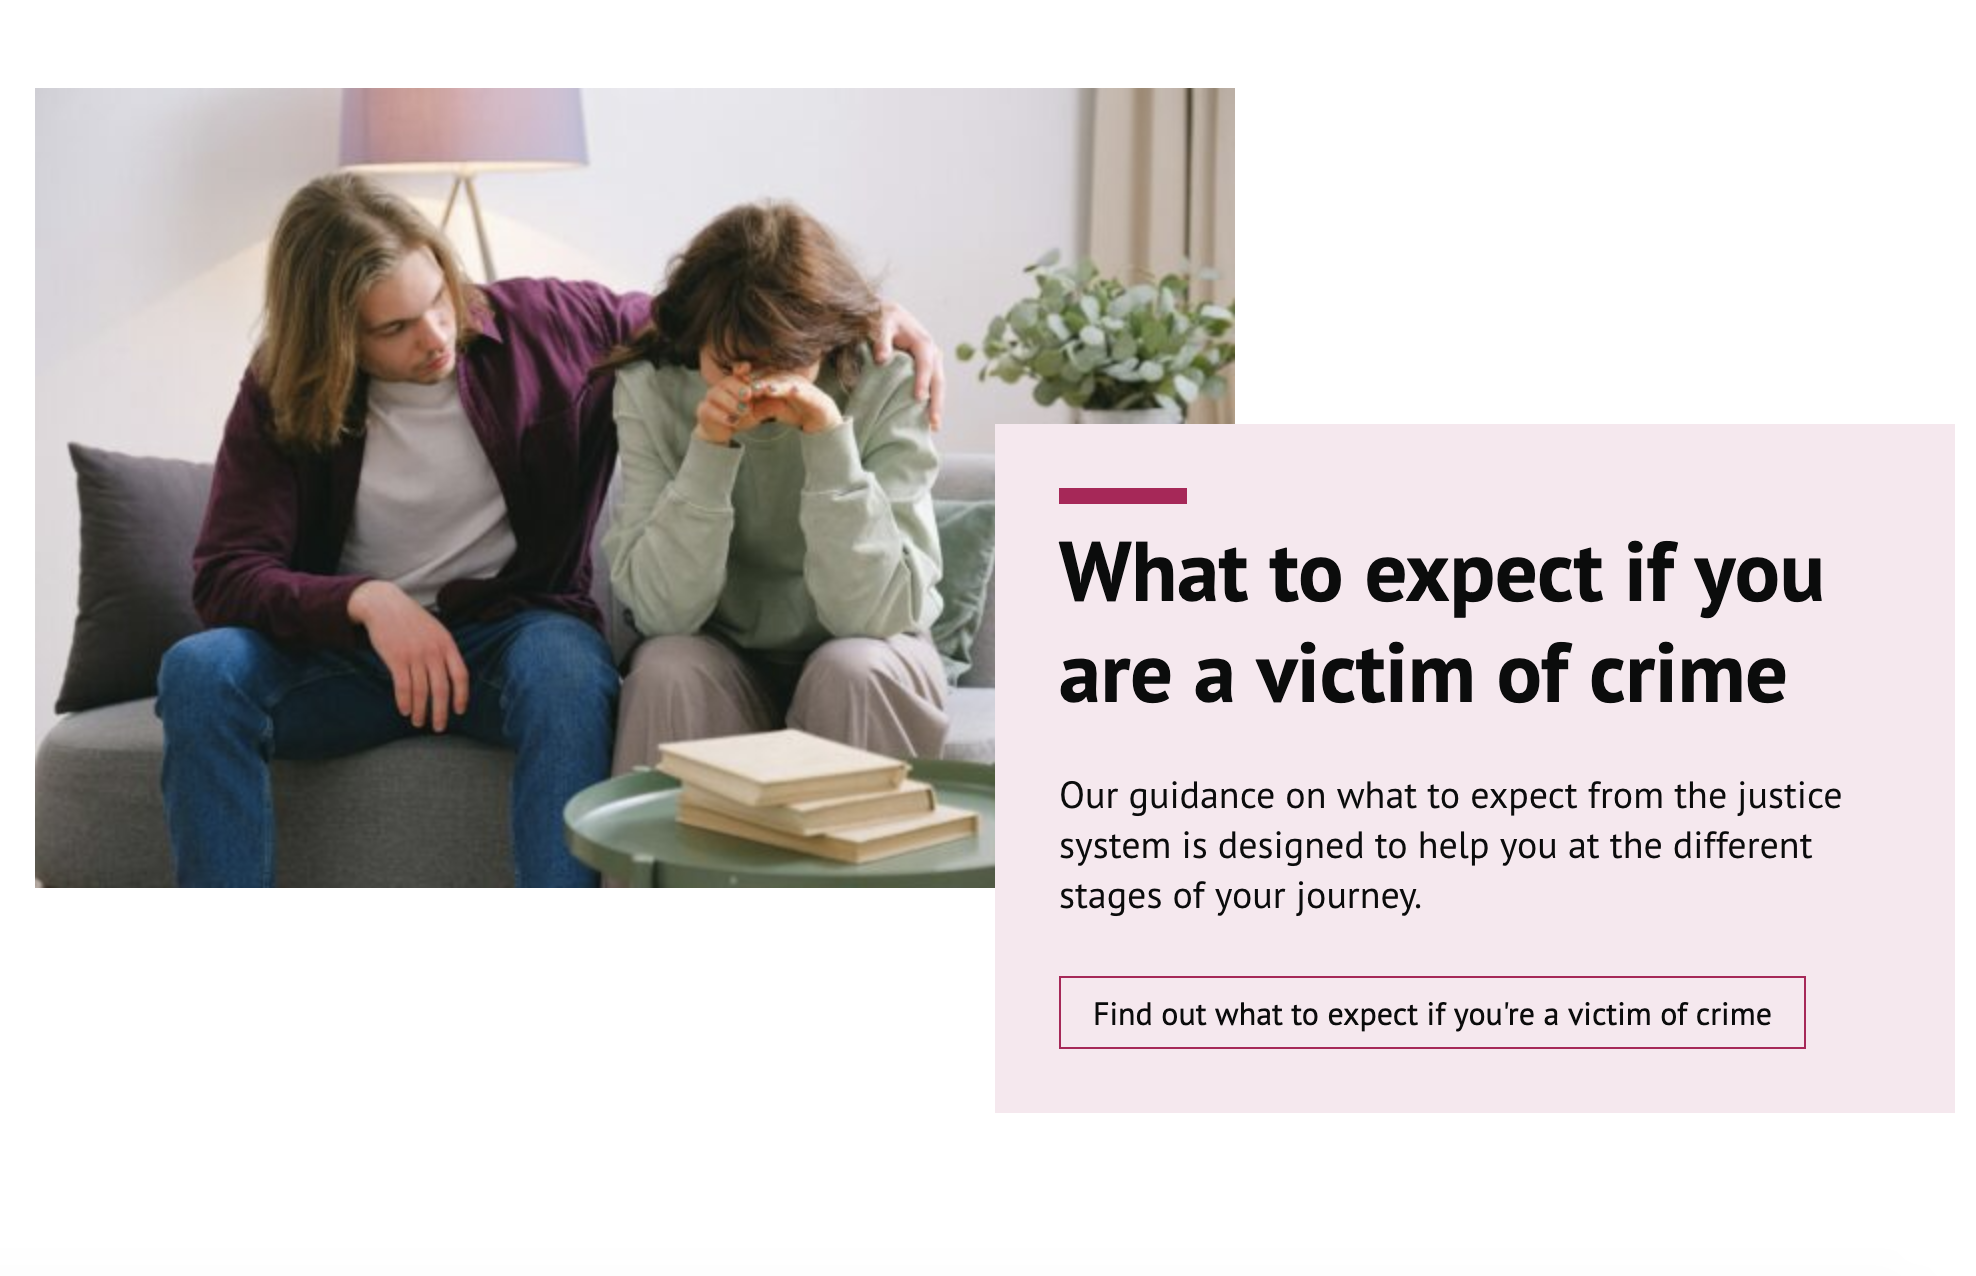 What to expect if you
are a victim of crime
Our guidance on what to expect from the justice
system is designed to help you at the different
stages of your journey.
Find out what to expect if you're a victim of crime